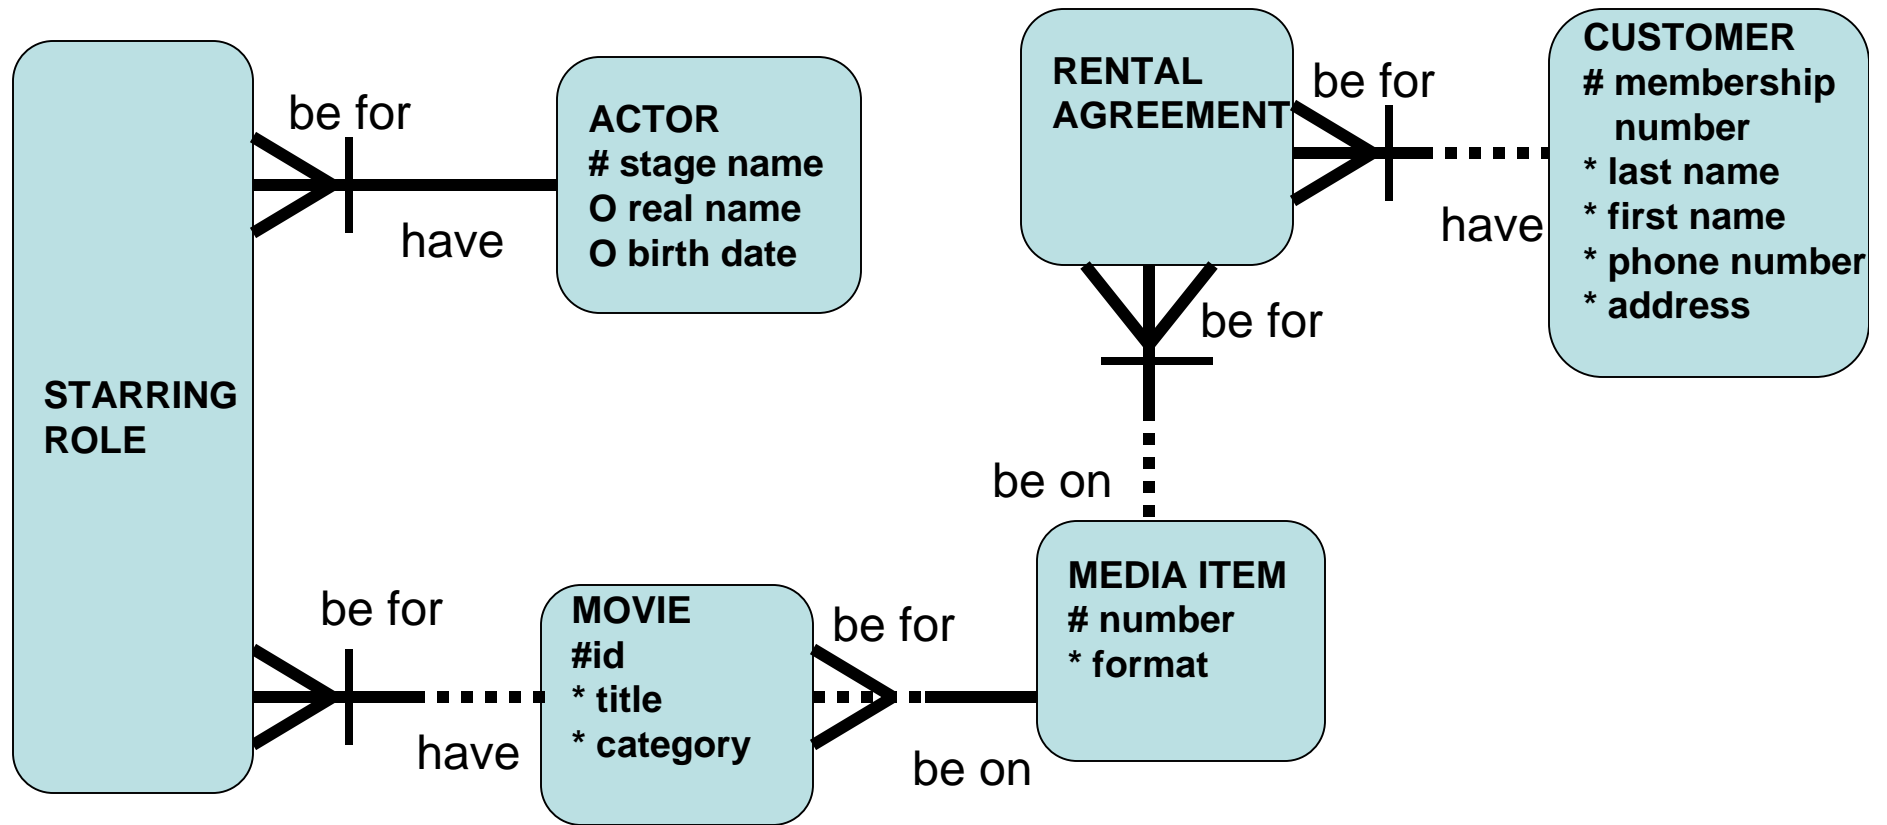 STARRING
ROLE
be for
have
ACTOR
# stage name
O real name
O birth date
be for
have
MOVIE
#id
* title
* category
be for
be on
MEDIA ITEM
# number
* format
be on
be for
RENTAL
AGREEMENT
be for
have
CUSTOMER
# membership
number
* last name
* first name
* phone number
* address